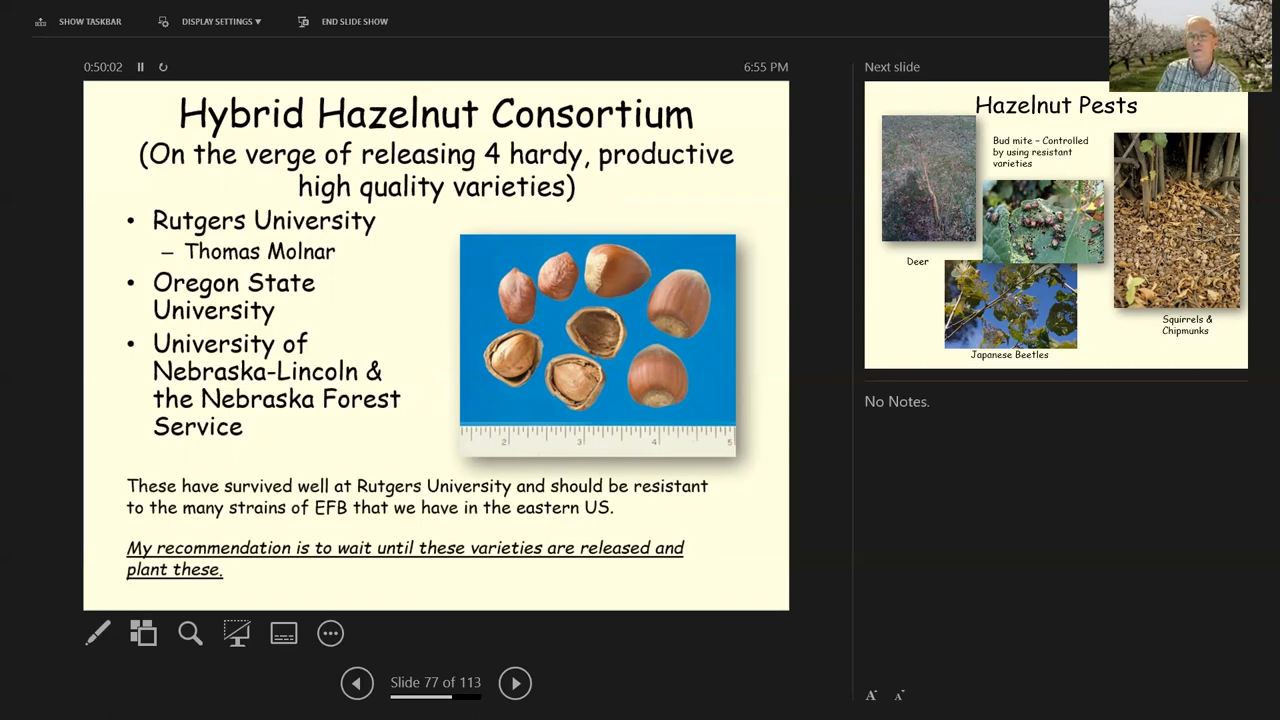 SHOW TASKBAR
DISPLAY SETTINGS ▾
END SLIDE SHOW
0:50:02
6:55 PM
Hybrid Hazelnut Consortium
(On the verge of releasing 4 hardy, productive
high quality varieties)
• Rutgers University
– Thomas Molnar
• Oregon State
University
• University of
Nebraska-Lincoln &
the Nebraska Forest
Service
2 3 4 5
These have survived well at Rutgers University and should be resistant
to the many strains of EFB that we have in the eastern US.
My recommendation is to wait until these varieties are released and
plant these.
Slide 77 of 113
Next slide
Hazelnut Pests
Bud mite – Controlled
by using resistant
varieties
Deer
Japanese Beetles
Squirrels &
Chipmunks
No Notes.
A A